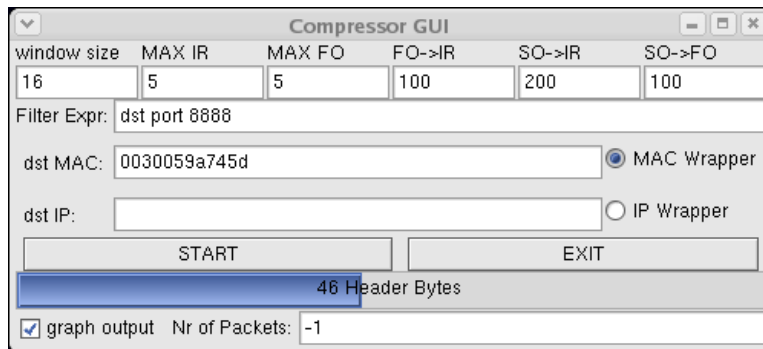 Compressor GUI
window size MAX IR MAX FO FO->IR SO->IR SO->FO
16 5 5 100 200 100
Filter Expr: dst port 8888
dst MAC: 0030059a745d MAC Wrapper
dst IP: IP Wrapper
START EXIT
46 Header Bytes
graph output Nr of Packets: -1